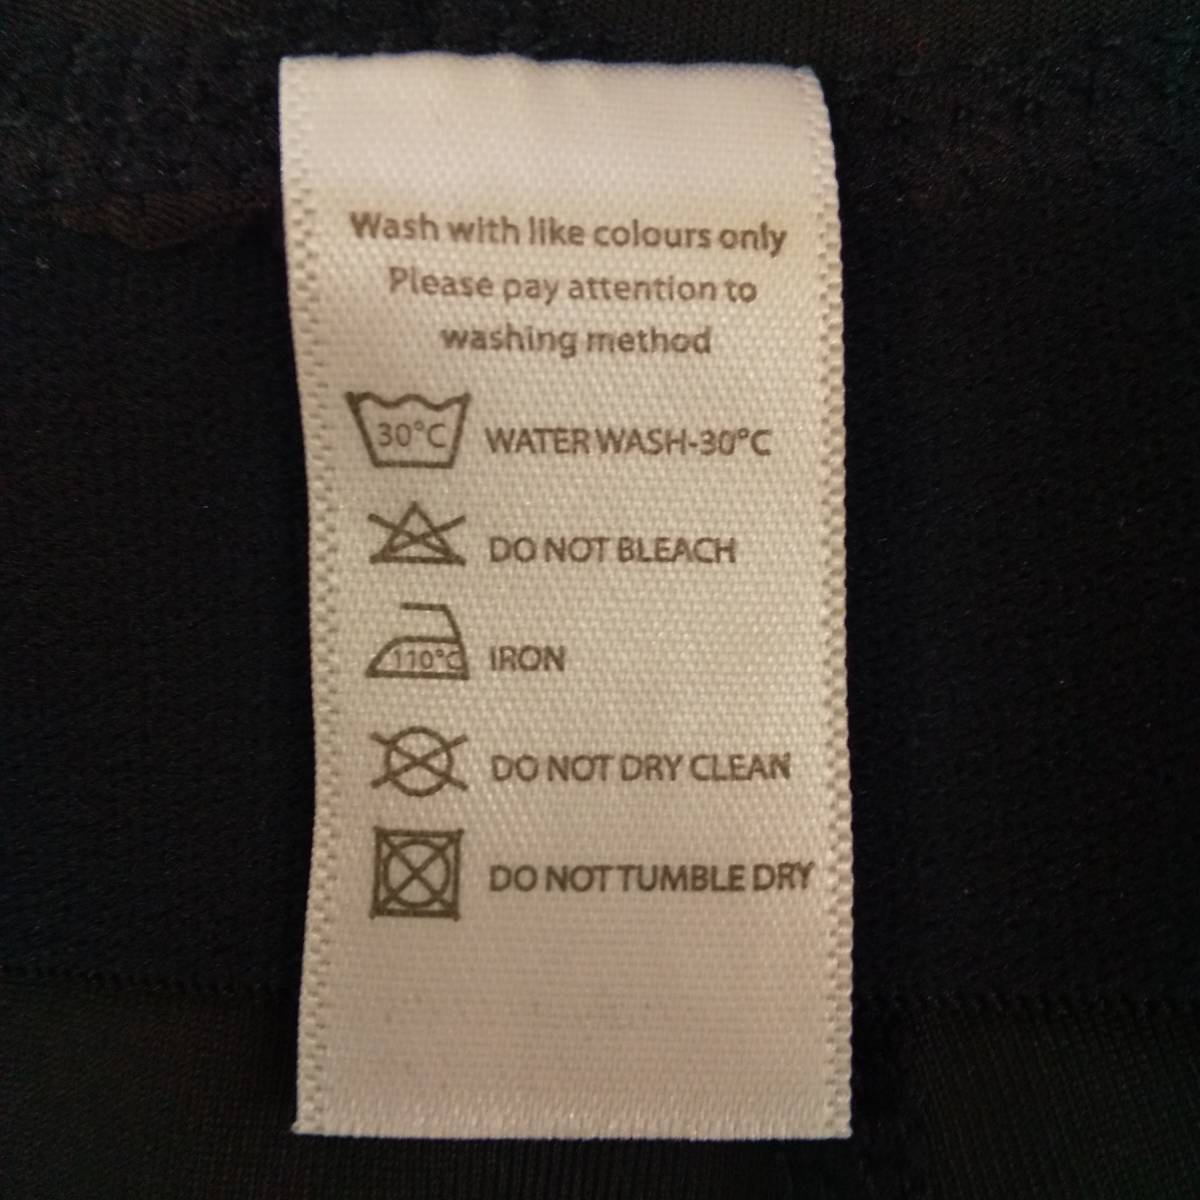 Wash with like colours only
Please pay attention to
washing method
30°C WATER WASH-30°C
DO NOT BLEACH
110°C IRON
DO NOT DRY CLEAN
DO NOT TUMBLE DRY